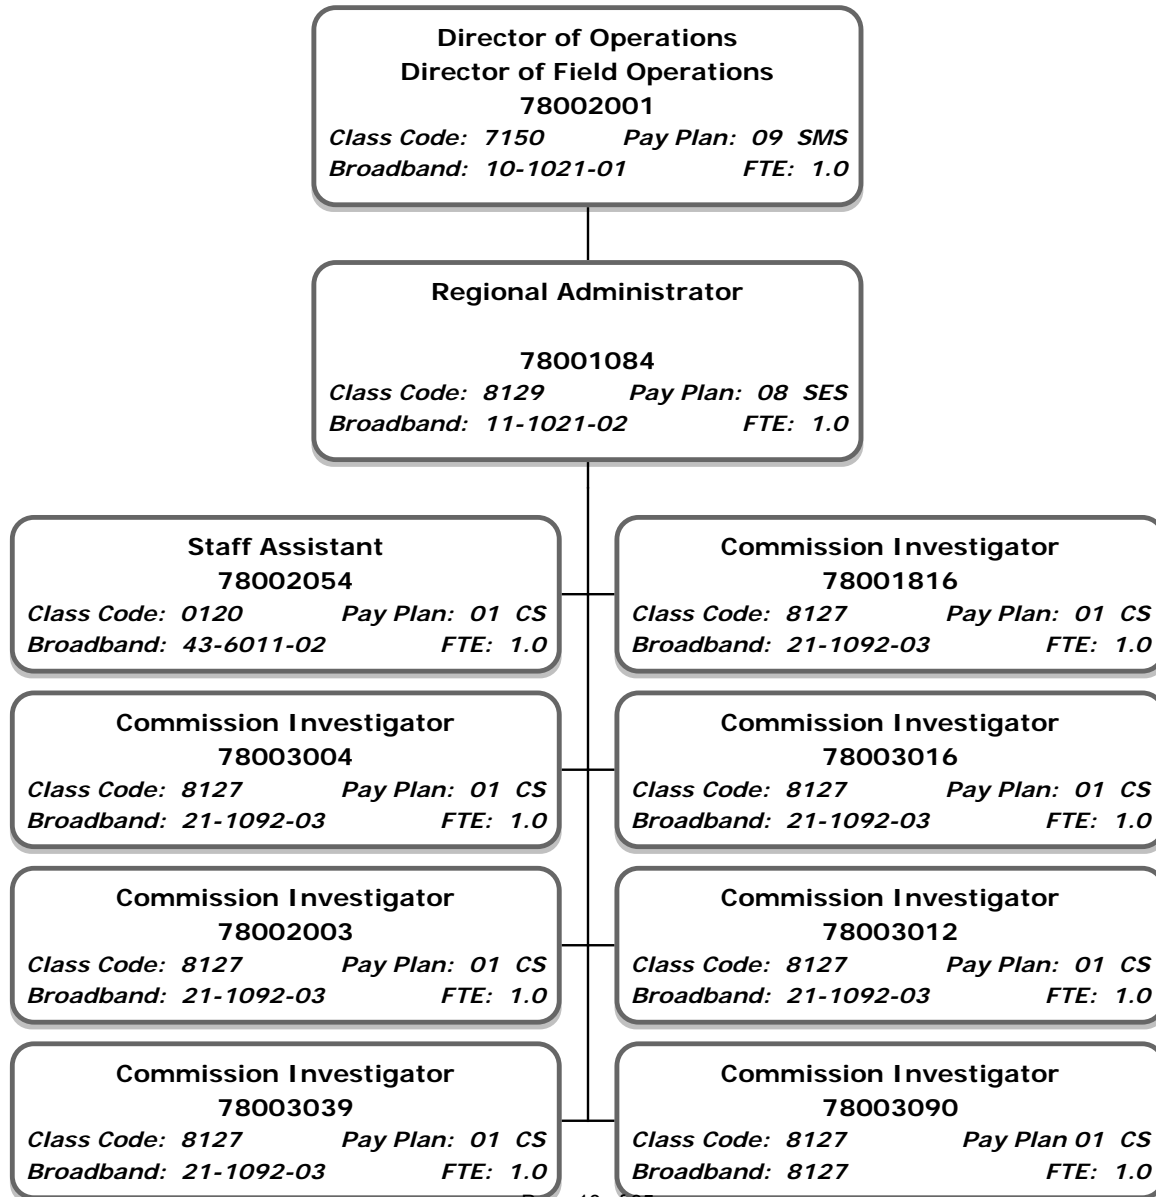 Director of Operations
Director of Field Operations
78002001
Class Code: 7150 Pay Plan: 09 SMS
Broadband: 10-1021-01 FTE: 1.0
Regional Administrator
78001084
Class Code: 8129 Pay Plan: 08 SES
Broadband: 11-1021-02 FTE: 1.0
Staff Assistant
78002054
Class Code: 0120 Pay Plan: 01 CS
Broadband: 43-6011-02 FTE: 1.0
Commission Investigator
78001816
Class Code: 8127 Pay Plan: 01 CS
Broadband: 21-1092-03 FTE: 1.0
Commission Investigator
78003004
Class Code: 8127 Pay Plan: 01 CS
Broadband: 21-1092-03 FTE: 1.0
Commission Investigator
78003016
Class Code: 8127 Pay Plan: 01 CS
Broadband: 21-1092-03 FTE: 1.0
Commission Investigator
78002003
Class Code: 8127 Pay Plan: 01 CS
Broadband: 21-1092-03 FTE: 1.0
Commission Investigator
78003012
Class Code: 8127 Pay Plan: 01 CS
Broadband: 21-1092-03 FTE: 1.0
Commission Investigator
78003039
Class Code: 8127 Pay Plan: 01 CS
Broadband: 21-1092-03 FTE: 1.0
Commission Investigator
78003090
Class Code: 8127 Pay Plan 01 CS
Broadband: 8127 FTE: 1.0